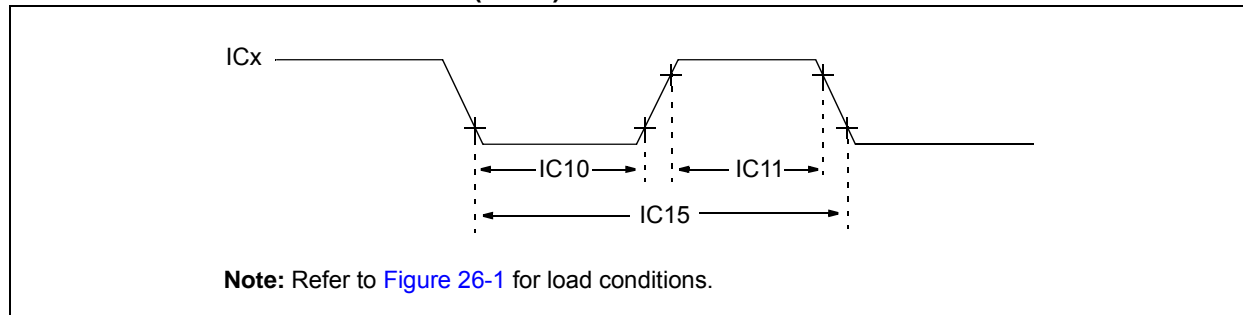 ICx
IC10
IC11
IC15
Note: Refer to Figure 26-1 for load conditions.